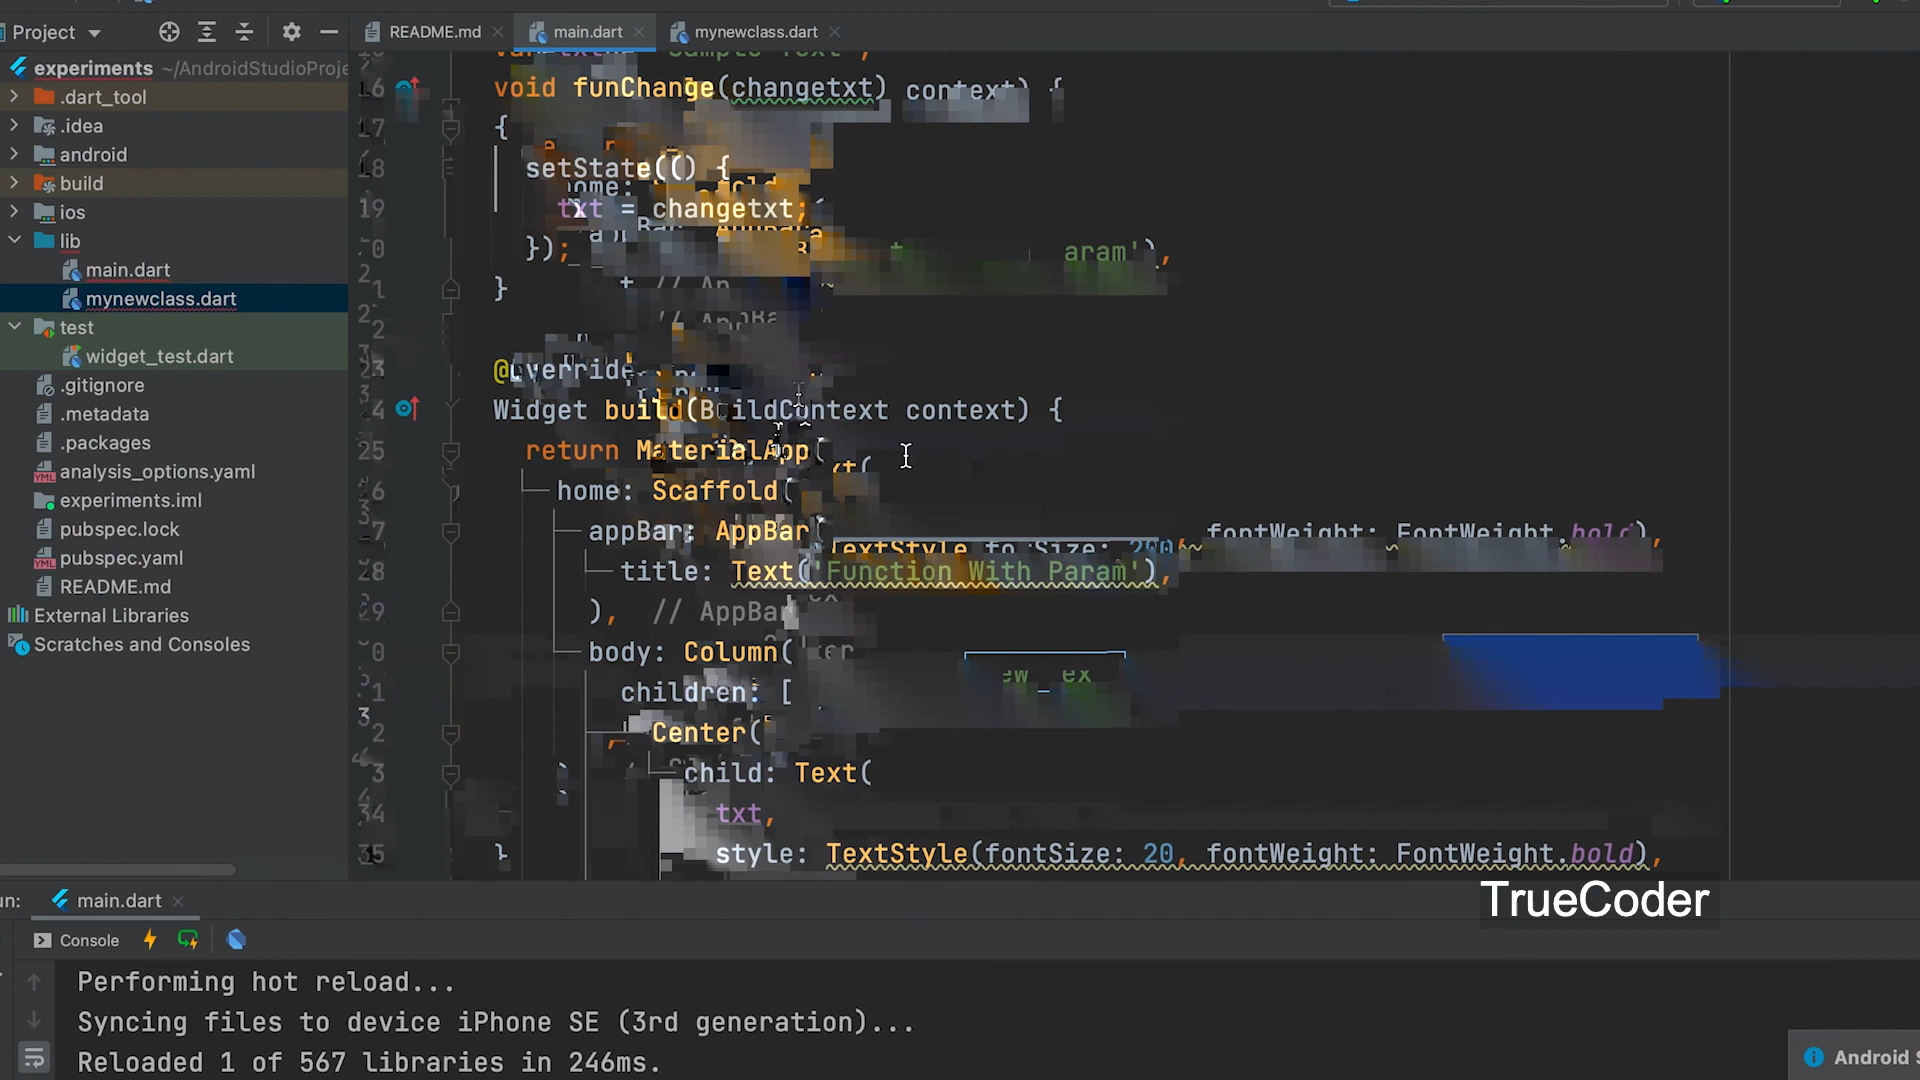 Project
README.md
main.dart
mynewclass.dart
experiments ~/AndroidStudioProje
.dart_tool
.idea
android
build
ios
lib
main.dart
mynewclass.dart
test
widget_test.dart
.gitignore
.metadata
.packages
analysis_options.yaml
experiments.iml
pubspec.lock
pubspec.yaml
README.md
External Libraries
Scratches and Consoles
void funChange(changetxt) context) {
{
setState(() {
txt = changetxt;
});
}
@override
Widget build(BuildContext context) {
return MaterialApp(
home: Scaffold(
appBar: AppBar(
title: Text('Function With Param'),
), // AppBar
body: Column(
children: [
Center(
child: Text(
txt,
style: TextStyle(fontSize: 20, fontWeight: FontWeight.bold),
TrueCoder
main.dart
Console
Performing hot reload...
Syncing files to device iPhone SE (3rd generation)...
Reloaded 1 of 567 libraries in 246ms.
Android S